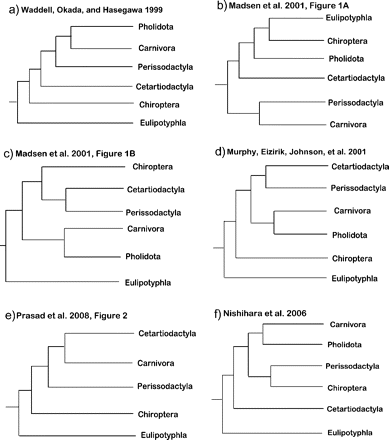 a) Waddell, Okada, and Hasegawa 1999
Pholidota
Carnivora
Perissodactyla
Cetartiodactyla
Chiroptera
Eulipotyphla
b) Madsen et al. 2001, Figure 1A
Eulipotyphla
Chiroptera
Pholidota
Cetartiodactyla
Perissodactyla
Carnivora
c) Madsen et al. 2001, Figure 1B
Chiroptera
Cetartiodactyla
Perissodactyla
Carnivora
Pholidota
Eulipotyphla
d) Murphy, Eizirik, Johnson, et al. 2001
Cetartiodactyla
Perissodactyla
Carnivora
Pholidota
Chiroptera
Eulipotyphla
e) Prasad et al. 2008, Figure 2
Cetartiodactyla
Carnivora
Perissodactyla
Chiroptera
Eulipotyphla
f) Nishihara et al. 2006
Carnivora
Pholidota
Perissodactyla
Chiroptera
Cetartiodactyla
Eulipotyphla